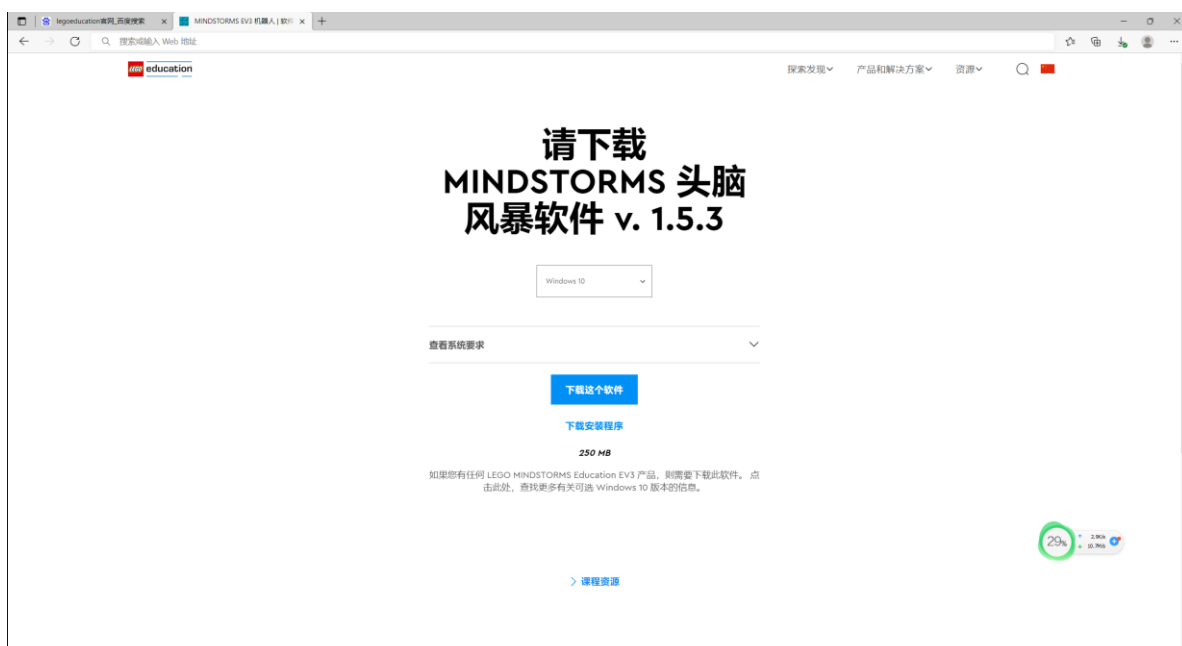 legoeducation官网_百度搜索
MINDSTORMS EV3 机器人 | 软件
搜索或输入 Web 地址
LEGO education
探索发现
产品和解决方案
资源
请下载
MINDSTORMS 头脑
风暴软件 v. 1.5.3
Windows 10
查看系统要求
下载这个软件
下载安装程序
250 MB
如果您有任何 LEGO MINDSTORMS Education EV3 产品，则需要下载此软件。 点
击此处，查找更多有关可选 Windows 10 版本的信息。
29%
课程资源